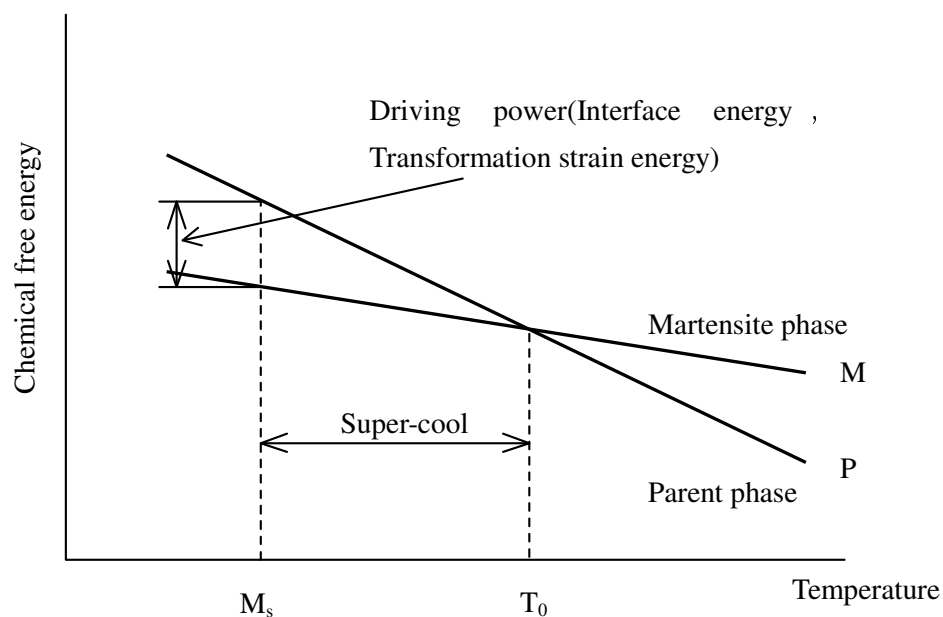 Driving power(Interface energy ,
Transformation strain energy)
Chemical free energy
Martensite phase
M
Super-cool
P
Parent phase
Temperature
Mₛ
T₀